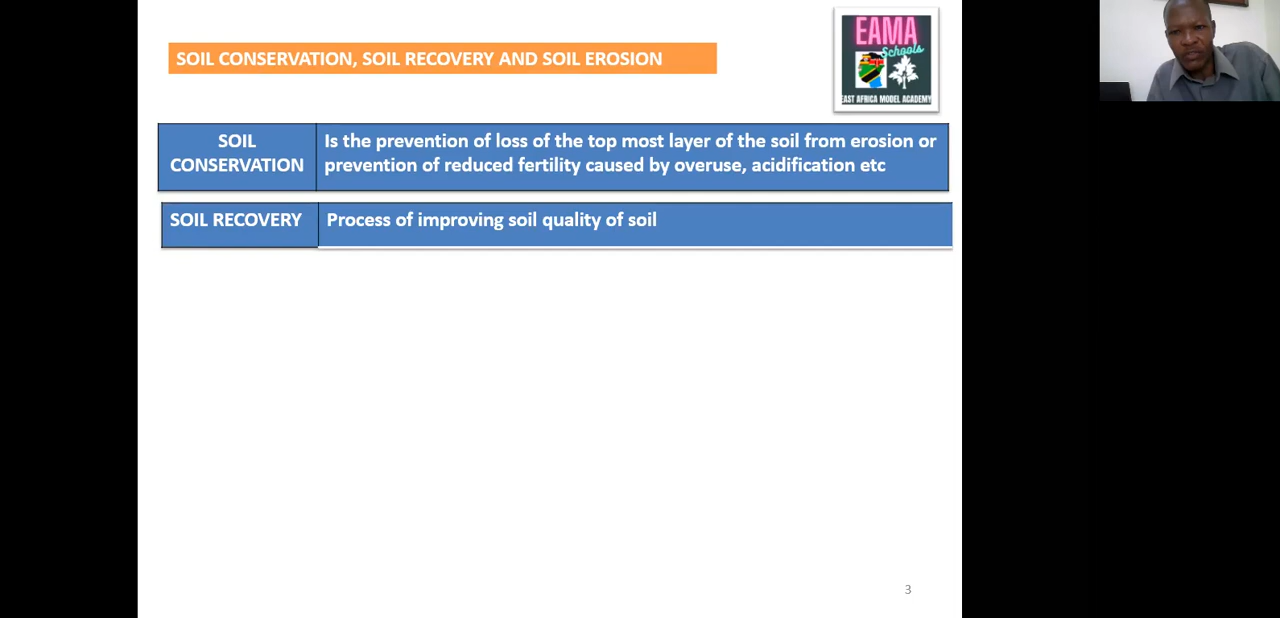 EAMA
Schools
EAST AFRICA MODEL ACADEMY
SOIL CONSERVATION, SOIL RECOVERY AND SOIL EROSION
SOIL
CONSERVATION
Is the prevention of loss of the top most layer of the soil from erosion or
prevention of reduced fertility caused by overuse, acidification etc
SOIL RECOVERY
Process of improving soil quality of soil
3